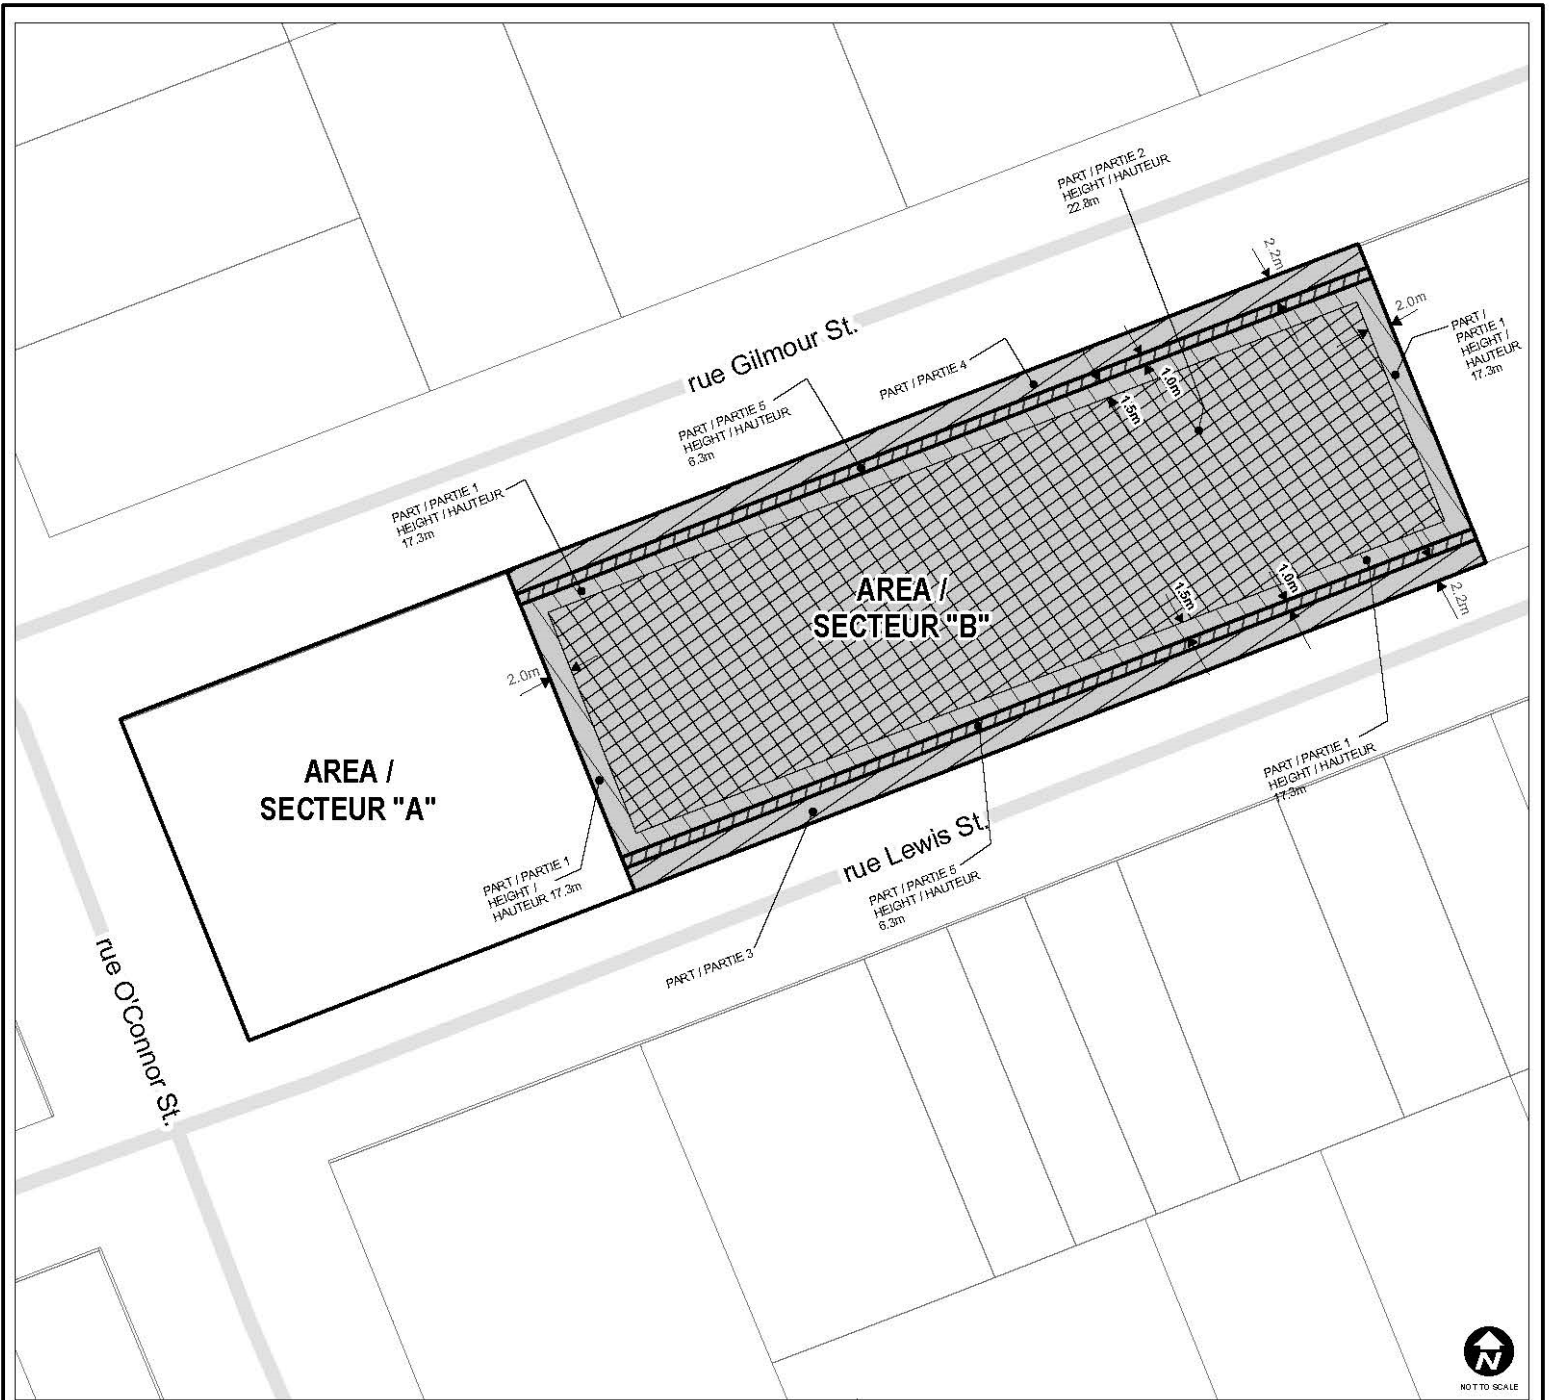 PART / PARTIE 2
HEIGHT / HAUTEUR
22.8m
2.2m
2.0m
PART /
PARTIE 1
HEIGHT /
HAUTEUR
17.3m
rue Gilmour St.
PART / PARTIE 4
1.0m
1.5m
PART / PARTIE 5
HEIGHT / HAUTEUR
6.3m
PART / PARTIE 1
HEIGHT / HAUTEUR
17.3m
AREA /
SECTEUR "B"
1.5m
1.0m
2.2m
2.0m
AREA /
SECTEUR "A"
PART / PARTIE 1
HEIGHT / HAUTEUR
17.3m
PART / PARTIE 1
HEIGHT /
HAUTEUR 17.3m
rue Lewis St.
PART / PARTIE 5
HEIGHT / HAUTEUR
6.3m
PART / PARTIE 3
rue O'Connor St.
N
NOT TO SCALE